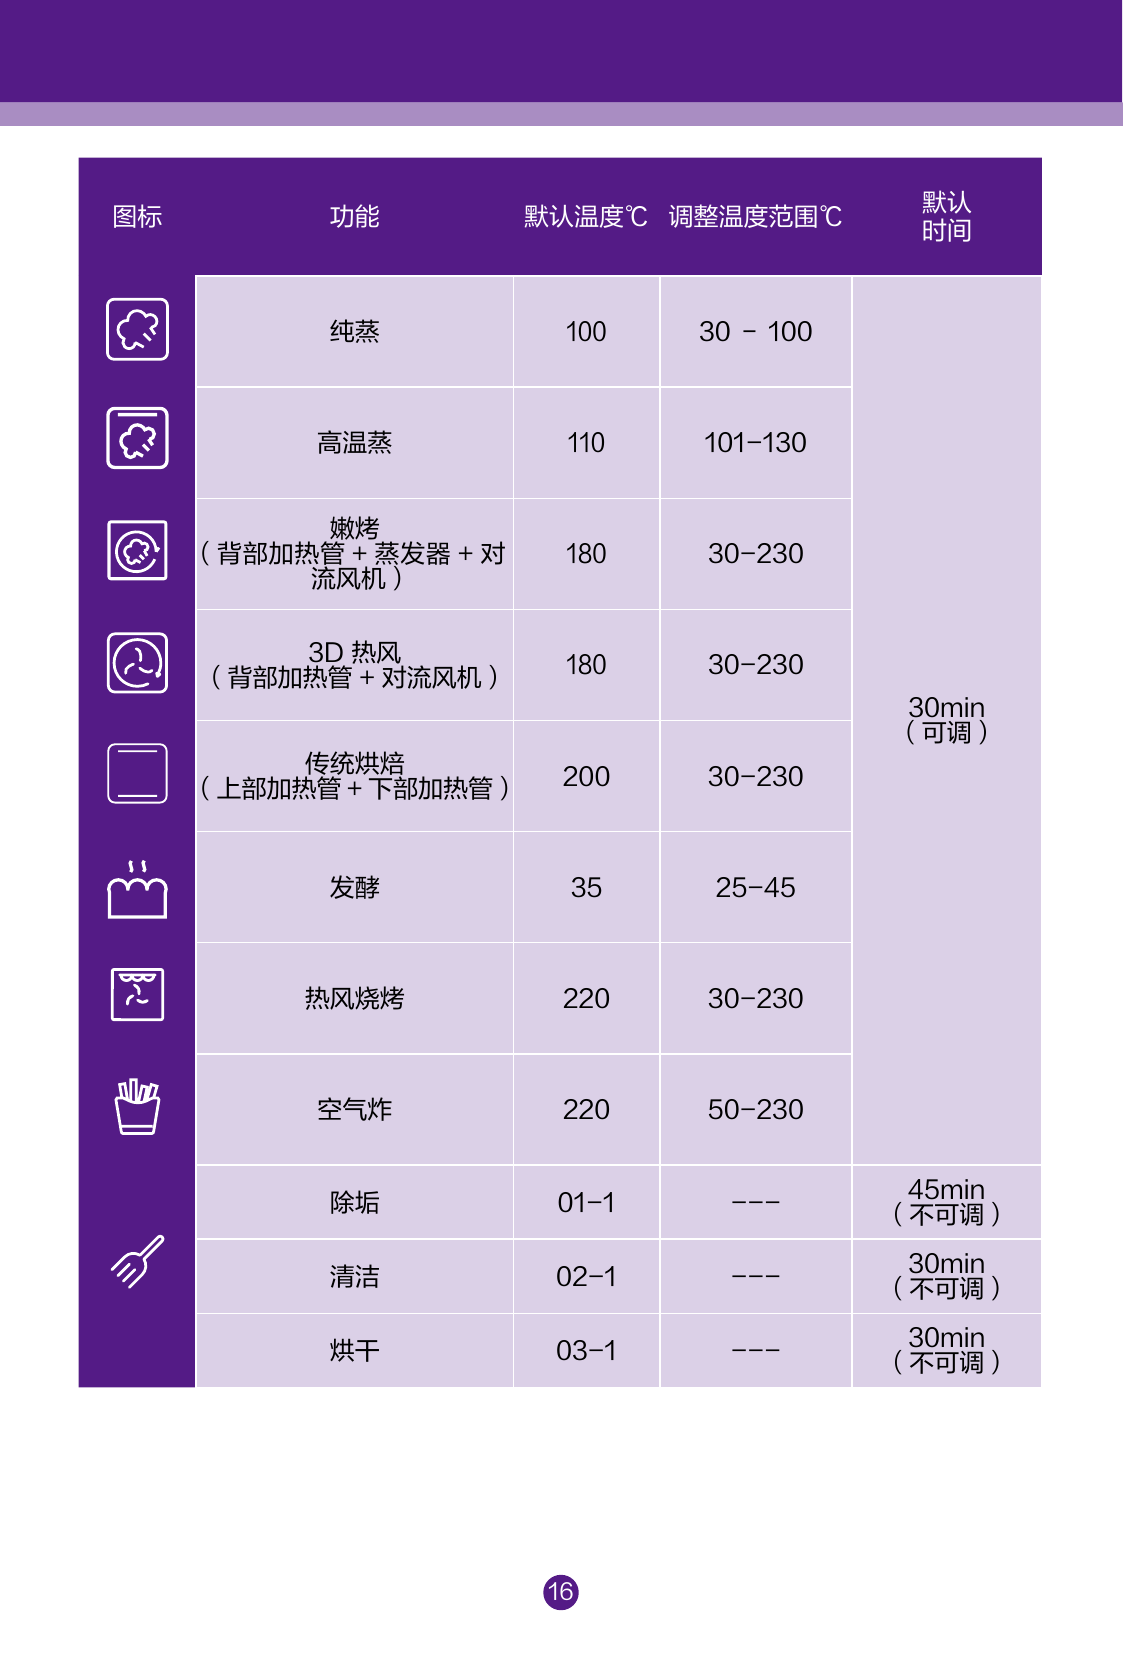 图标 功能 默认温度℃ 调整温度范围℃ 默认
时间
纯蒸 100 30 - 100
高温蒸 110 101-130
嫩烤
（背部加热管 + 蒸发器 + 对
流风机） 180 30-230
3D 热风
（背部加热管 + 对流风机） 180 30-230
30min
（可调）
传统烘焙
（上部加热管 + 下部加热管） 200 30-230
发酵 35 25-45
热风烧烤 220 30-230
空气炸 220 50-230
除垢 01-1 --- 45min
（不可调）
清洁 02-1 --- 30min
（不可调）
烘干 03-1 --- 30min
（不可调）
16